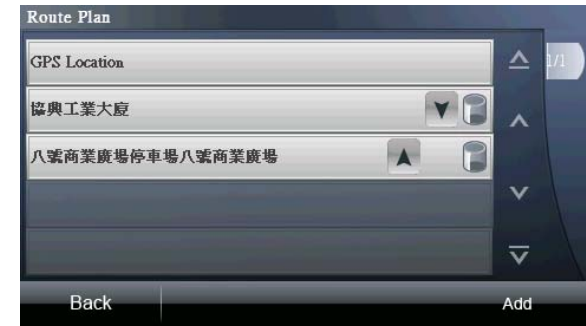 Route Plan
GPS Location
1/1
協興工業大廈
八號商業廣場停車場八號商業廣場
Back
Add